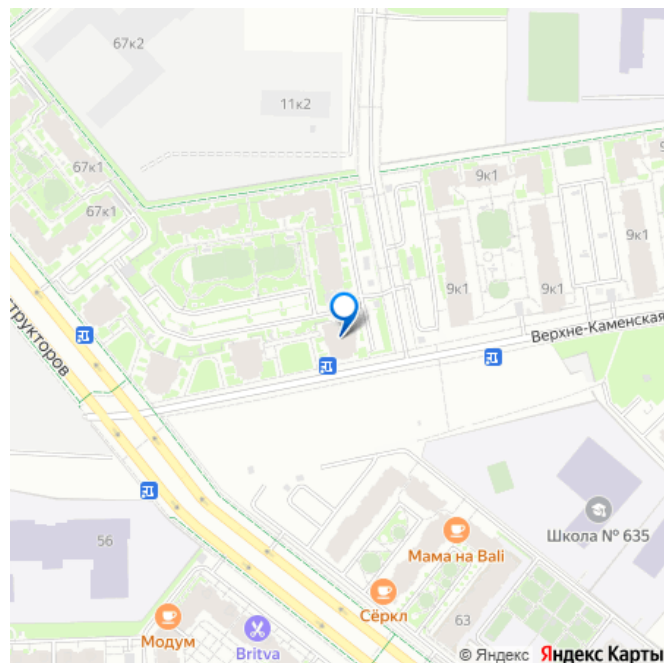 67к2
11к2
67к1
67к1
9к1
9к1
9к1
9к1
9
структоров
Верхне-Каменская
Школа № 635
56
Мама на Bali
Сёркл
63
Модум
Britva
© Яндекс Яндекс Карты